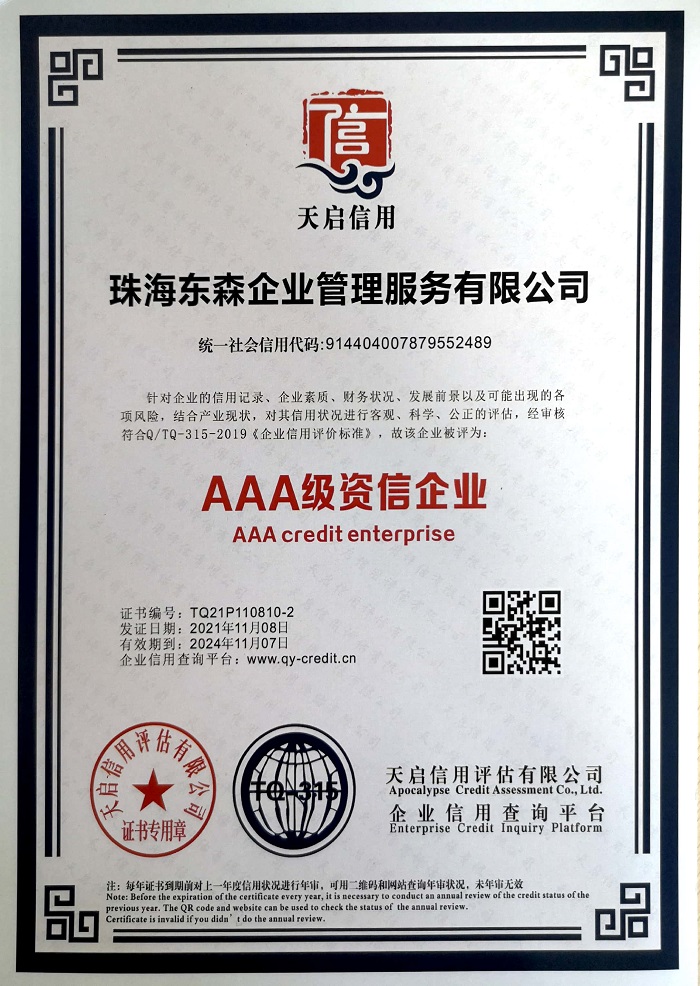 信
天启信用
珠海东森企业管理服务有限公司
统一社会信用代码:914404007879552489
针对企业的信用记录、企业素质、财务状况、发展前景以及可能出现的各
项风险，结合产业现状，对其信用状况进行客观、科学、公正的评估，经审核
符合Q/TQ-315-2019《企业信用评价标准》，故该企业被评为：
AAA级资信企业
AAA credit enterprise
证书编号：TQ21P110810-2
发证日期：2021年11月08日
有效期到：2024年11月07日
企业信用查询平台：www.qy-credit.cn
天启信用评估有限公司
证书专用章
TQ-315
天启信用评估有限公司
Apocalypse Credit Assessment Co., Ltd.
企业信用查询平台
Enterprise Credit Inquiry Platform
注：每年证书到期前对上一年度信用状况进行年审，可用二维码和网站查询年审状况，未年审无效
Note: Before the expiration of the certificate every year, it is necessary to conduct an annual review of the credit status of the
previous year. The QR code and website can be used to check the status of the annual review.
Certificate is invalid if you didn't do the annual review.